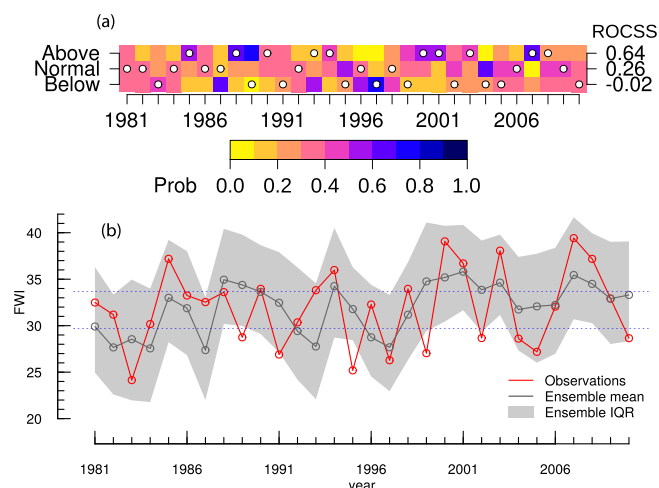 (a)
ROCSS
Above 0.64
Normal 0.26
Below -0.02
1981 1986 1991 1996 2001 2006
Prob 0.0 0.2 0.4 0.6 0.8 1.0
(b)
40
35
30
25
20
FWI
Observations
Ensemble mean
Ensemble IQR
1981 1986 1991 1996 2001 2006
year